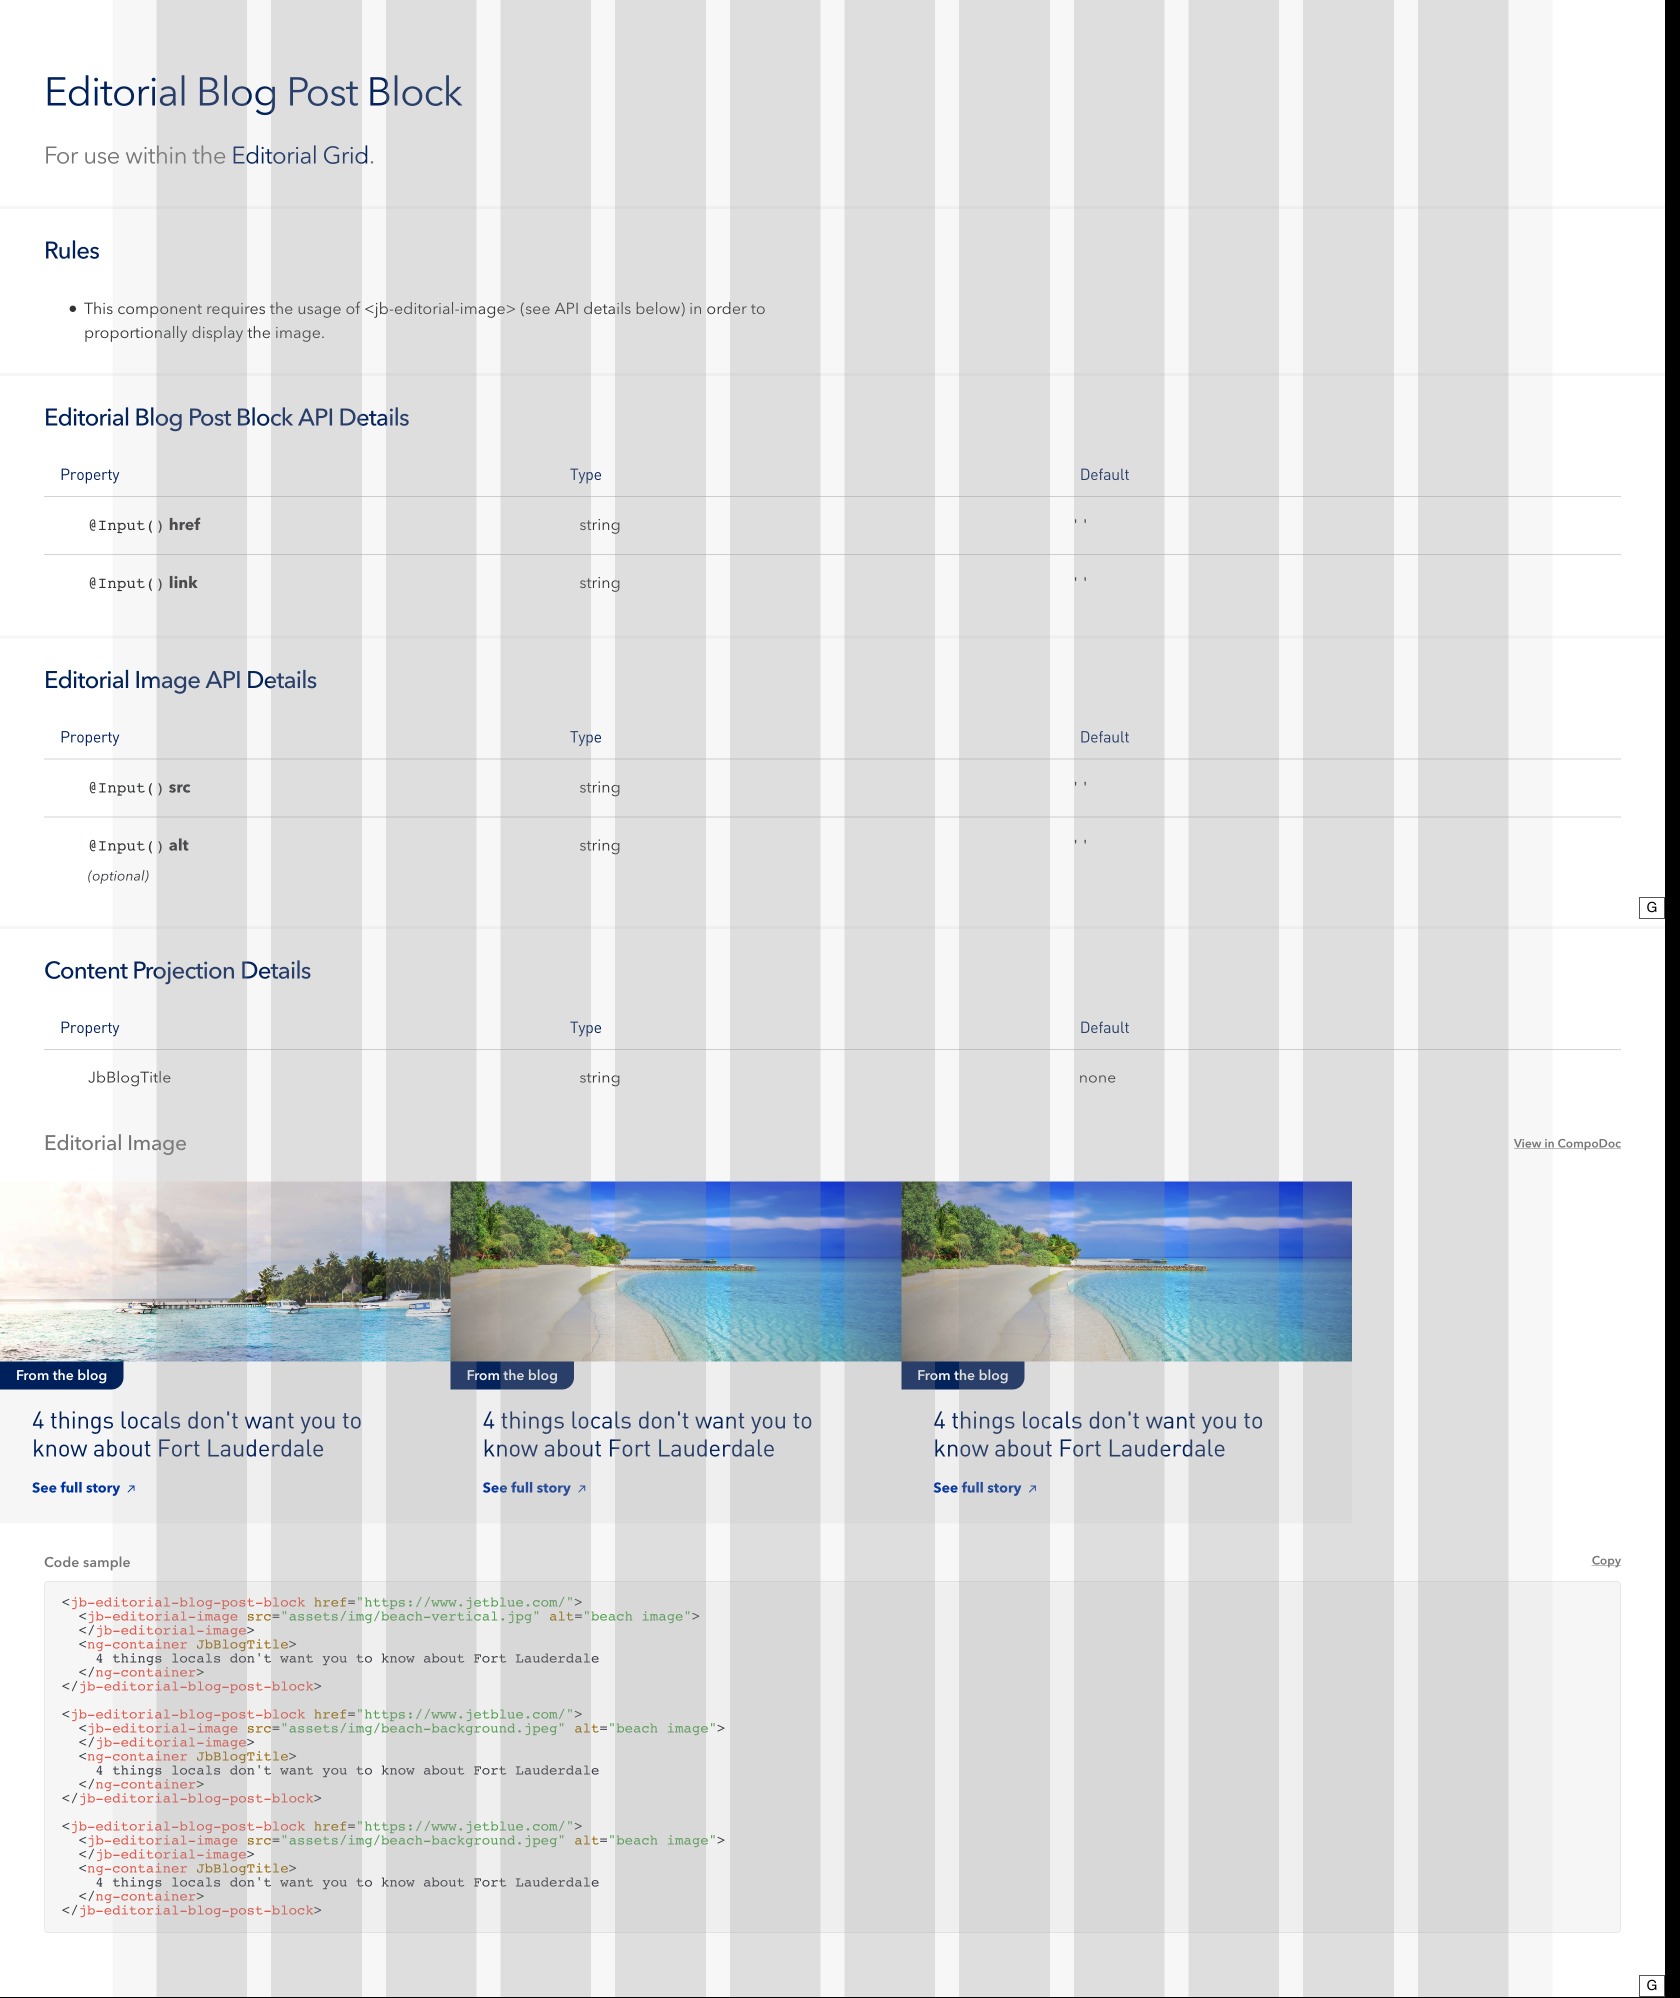 Editorial Blog Post Block
For use within the Editorial Grid.
Rules
• This component requires the usage of <jb-editorial-image> (see API details below) in order to
proportionally display the image.
Editorial Blog Post Block API Details
Property Type Default
@Input() href string ' '
@Input() link string ' '
Editorial Image API Details
Property Type Default
@Input() src string ' '
@Input() alt string ' '
(optional)
G
Content Projection Details
Property Type Default
JbBlogTitle string none
Editorial Image View in CompoDoc
From the blog From the blog From the blog
4 things locals don't want you to 4 things locals don't want you to 4 things locals don't want you to
know about Fort Lauderdale know about Fort Lauderdale know about Fort Lauderdale
See full story ↗ See full story ↗ See full story ↗
Code sample Copy
<jb-editorial-blog-post-block href="https://www.jetblue.com/">
<jb-editorial-image src="assets/img/beach-vertical.jpg" alt="beach image">
</jb-editorial-image>
<ng-container JbBlogTitle>
4 things locals don't want you to know about Fort Lauderdale
</ng-container>
</jb-editorial-blog-post-block>
<jb-editorial-blog-post-block href="https://www.jetblue.com/">
<jb-editorial-image src="assets/img/beach-background.jpeg" alt="beach image">
</jb-editorial-image>
<ng-container JbBlogTitle>
4 things locals don't want you to know about Fort Lauderdale
</ng-container>
</jb-editorial-blog-post-block>
<jb-editorial-blog-post-block href="https://www.jetblue.com/">
<jb-editorial-image src="assets/img/beach-background.jpeg" alt="beach image">
</jb-editorial-image>
<ng-container JbBlogTitle>
4 things locals don't want you to know about Fort Lauderdale
</ng-container>
</jb-editorial-blog-post-block>
G